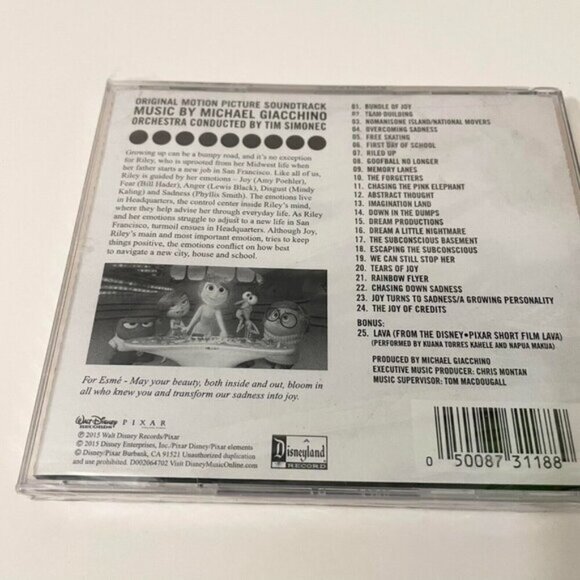 ORIGINAL MOTION PICTURE SOUNDTRACK
MUSIC BY MICHAEL GIACCHINO
ORCHESTRA CONDUCTED BY TIM SIMONEC
Growing up can be a bumpy road, and it's no exception
for Riley, who is uprooted from her Midwest life when
her father starts a new job in San Francisco. Like all of us,
Riley is guided by her emotions – Joy (Amy Poehler),
Fear (Bill Hader), Anger (Lewis Black), Disgust (Mindy
Kaling) and Sadness (Phyllis Smith). The emotions live
in Headquarters, the control center inside Riley's mind,
where they help advise her through everyday life. As Riley
and her emotions struggle to adjust to a new life in San
Francisco, turmoil ensues in Headquarters. Although Joy,
Riley's main and most important emotion, tries to keep
things positive, the emotions conflict on how best
to navigate a new city, house and school.
For Esmé - May your beauty, both inside and out, bloom in
all who knew you and transform our sadness into joy.
Walt Disney RECORDS PIXAR
℗ 2015 Walt Disney Records/Pixar
© 2015 Disney Enterprises, Inc./Pixar Disney/Pixar elements
© Disney/Pixar Burbank, CA 91521 Unauthorized duplication
and use prohibited. D002064702 Visit DisneyMusicOnline.com
a Disneyland RECORD
01. BUNDLE OF JOY
02. TEAM BUILDING
03. NOMANISONE ISLAND/NATIONAL MOVERS
04. OVERCOMING SADNESS
05. FREE SKATING
06. FIRST DAY OF SCHOOL
07. RILED UP
08. GOOFBALL NO LONGER
09. MEMORY LANES
10. THE FORGETTERS
11. CHASING THE PINK ELEPHANT
12. ABSTRACT THOUGHT
13. IMAGINATION LAND
14. DOWN IN THE DUMPS
15. DREAM PRODUCTIONS
16. DREAM A LITTLE NIGHTMARE
17. THE SUBCONSCIOUS BASEMENT
18. ESCAPING THE SUBCONSCIOUS
19. WE CAN STILL STOP HER
20. TEARS OF JOY
21. RAINBOW FLYER
22. CHASING DOWN SADNESS
23. JOY TURNS TO SADNESS/A GROWING PERSONALITY
24. THE JOY OF CREDITS
BONUS:
25. LAVA (FROM THE DISNEY•PIXAR SHORT FILM LAVA)
(PERFORMED BY KUANA TORRES KAHELE AND NAPUA MAKUA)
PRODUCED BY MICHAEL GIACCHINO
EXECUTIVE MUSIC PRODUCER: CHRIS MONTAN
MUSIC SUPERVISOR: TOM MACDOUGALL
0 50087 31188